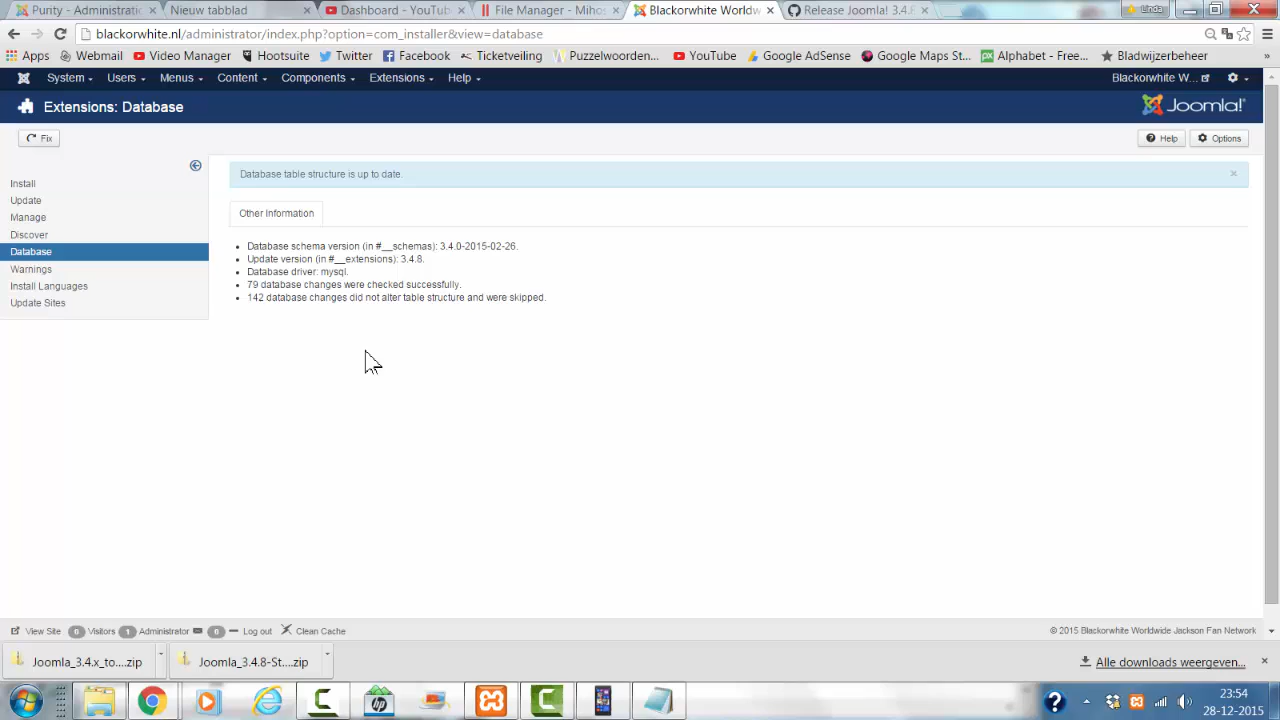 Purity - Administratio
Nieuw tabblad
Dashboard - YouTub
File Manager - Mihos
Blackorwhite Worldw
Release Joomla! 3.4.8
Linda
blackorwhite.nl/administrator/index.php?option=com_installer&view=database
Apps
Webmail
Video Manager
Hootsuite
Twitter
Facebook
Ticketveiling
Puzzelwoorden...
YouTube
Google AdSense
Google Maps St...
Alphabet - Free...
Bladwijzerbeheer
»
System
Users
Menus
Content
Components
Extensions
Help
Blackorwhite W...
Extensions: Database
Joomla!
Fix
Help
Options
Install
Update
Manage
Discover
Database
Warnings
Install Languages
Update Sites
Database table structure is up to date.
Other Information
Database schema version (in #__schemas): 3.4.0-2015-02-26.
Update version (in #__extensions): 3.4.8.
Database driver: mysql.
79 database changes were checked successfully.
142 database changes did not alter table structure and were skipped.
View Site
0 Visitors
1 Administrator
0
Log out
Clean Cache
© 2015 Blackorwhite Worldwide Jackson Fan Network
Joomla_3.4.x_to....zip
Joomla_3.4.8-St....zip
Alle downloads weergeven...
23:54
28-12-2015